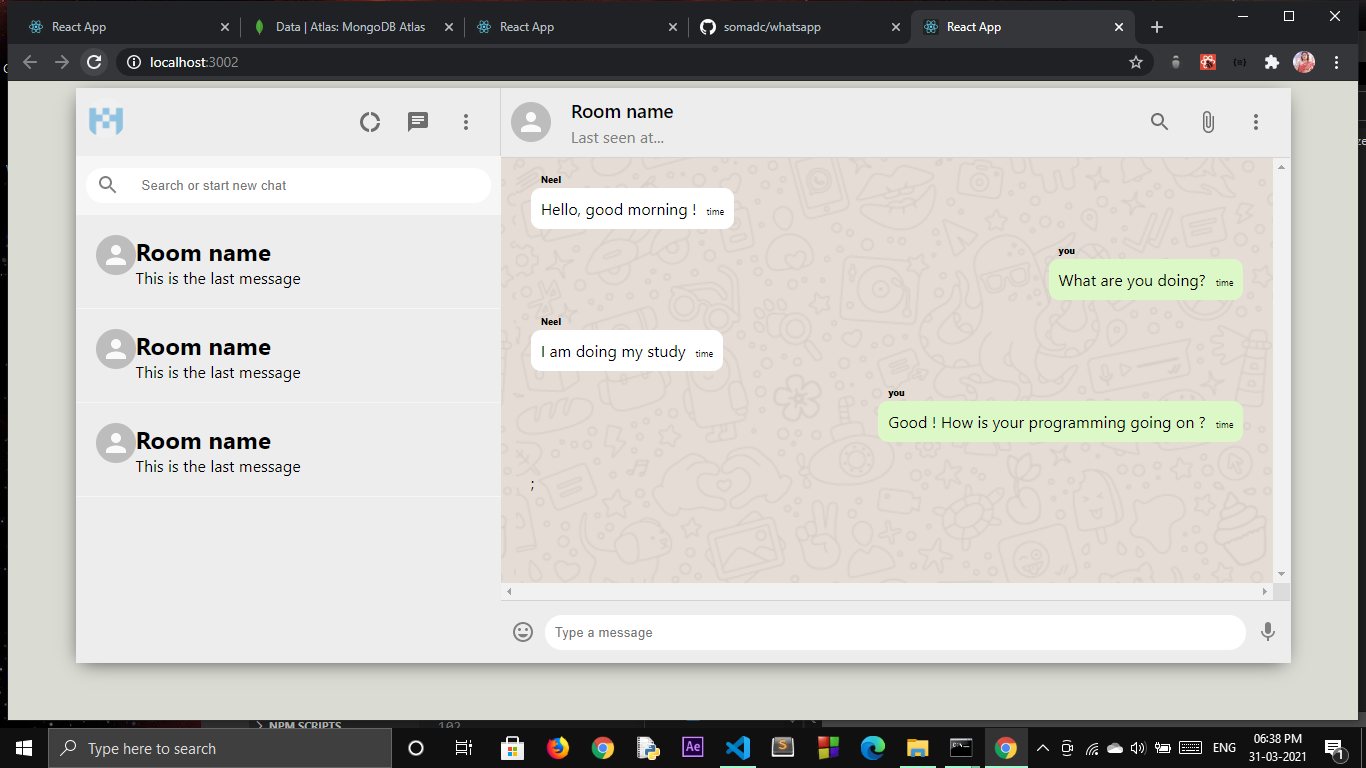 React App
Data | Atlas: MongoDB Atlas
React App
somadc/whatsapp
React App
localhost:3002
Room name
Last seen at...
Search or start new chat
Room name
This is the last message
Room name
This is the last message
Room name
This is the last message
Neel
Hello, good morning ! time
you
What are you doing? time
Neel
I am doing my study time
you
Good ! How is your programming going on ? time
;
Type a message
NPM SCRIPTS
102
Type here to search
Ae
ENG
06:38 PM
31-03-2021
1